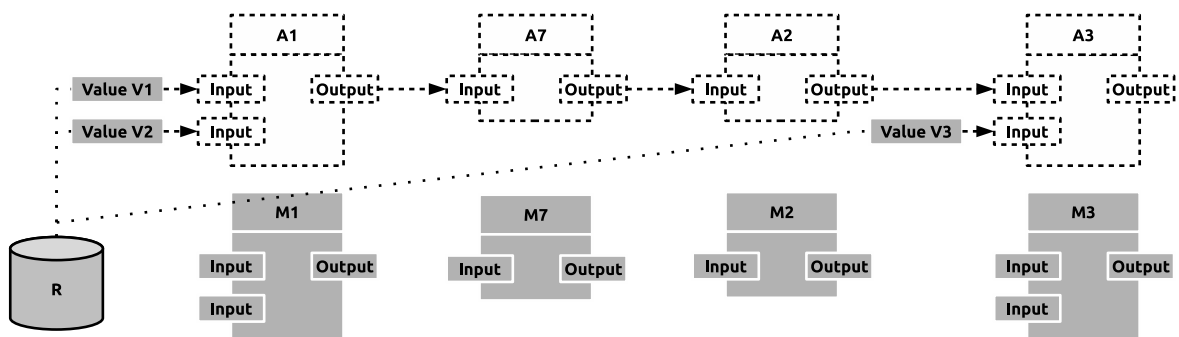 A1 A7 A2 A3
Value V1 Input Output Input Output Input Output Input Output
Value V2 Input Value V3 Input
M1 M7 M2 M3
Input Output Input Output Input Output Input Output
R Input Input